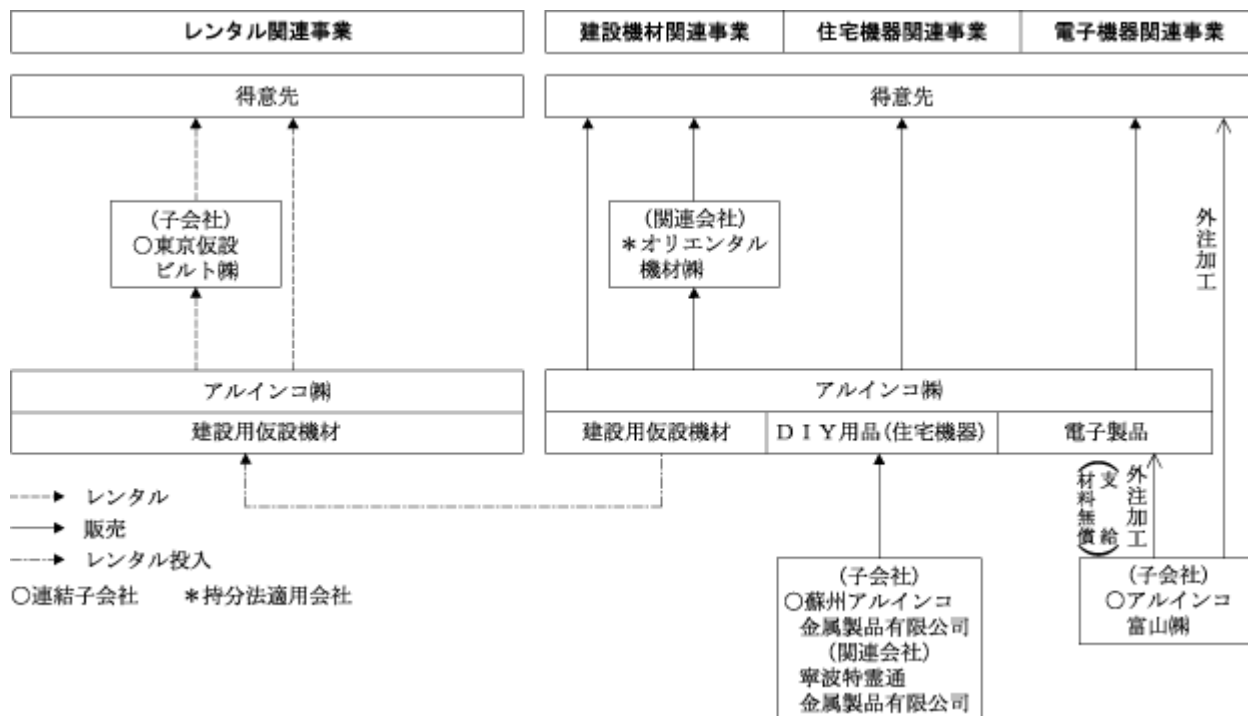 レンタル関連事業
建設機材関連事業
住宅機器関連事業
電子機器関連事業
得意先
得意先
(子会社)
○東京仮設
ビルト㈱
(関連会社)
＊オリエンタル
機材㈱
外注加工
アルインコ㈱
建設用仮設機材
アルインコ㈱
建設用仮設機材
ＤＩＹ用品(住宅機器)
電子製品
レンタル
販売
レンタル投入
○連結子会社
＊持分法適用会社
(材料無償
支給)
外注加工
(子会社)
○蘇州アルインコ
金属製品有限公司
(関連会社)
寧波特霊通
金属製品有限公司
(子会社)
○アルインコ
富山㈱